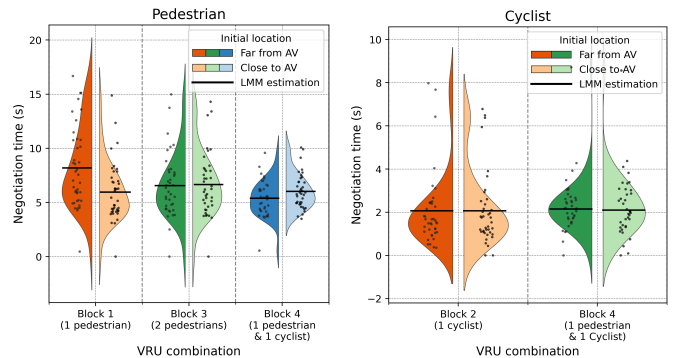 Pedestrian
Initial location
Far from AV
Close to AV
LMM estimation
Negotiation time (s)
20
15
10
5
0
Block 1
(1 pedestrian)
Block 3
(2 pedestrians)
Block 4
(1 pedestrian
& 1 cyclist)
VRU combination
Cyclist
Initial location
Far from AV
Close to AV
LMM estimation
Negotiation time (s)
10
8
6
4
2
0
−2
Block 2
(1 cyclist)
Block 4
(1 pedestrian
& 1 Cyclist)
VRU combination